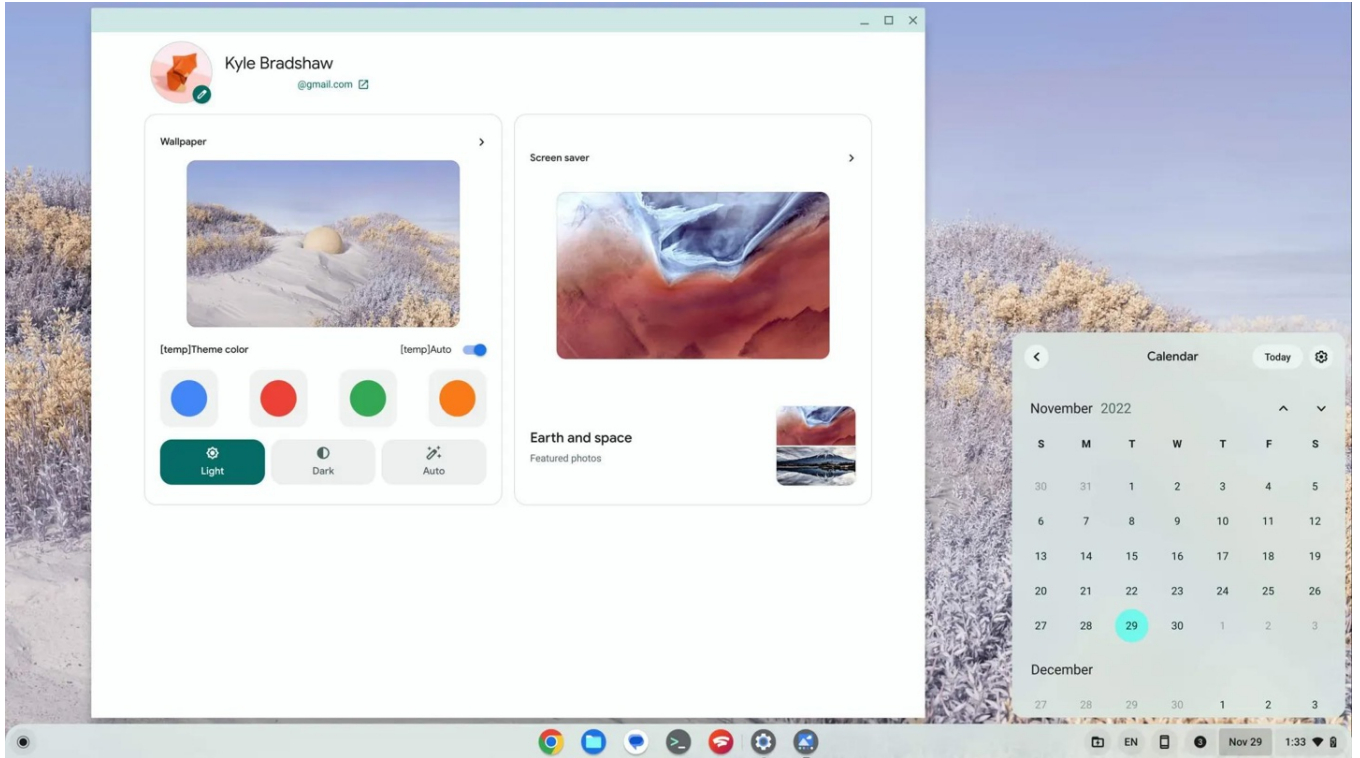 Kyle Bradshaw
@gmail.com
Wallpaper
[temp]Theme color [temp]Auto
Light Dark Auto
Screen saver
Earth and space
Featured photos
Calendar Today
November 2022
S M T W T F S
30 31 1 2 3 4 5
6 7 8 9 10 11 12
13 14 15 16 17 18 19
20 21 22 23 24 25 26
27 28 29 30 1 2 3
December
27 28 29 30 1 2 3
EN 3 Nov 29 1:33